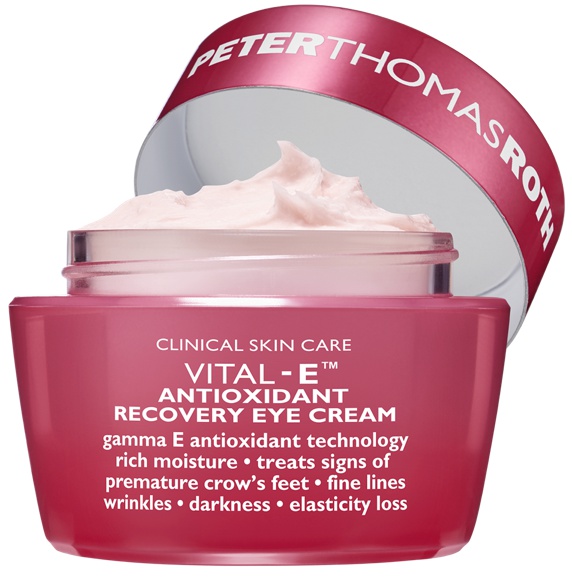 PETERTHOMASROTH
CLINICAL SKIN CARE
VITAL-E™
ANTIOXIDANT
RECOVERY EYE CREAM
gamma E antioxidant technology
rich moisture • treats signs of
premature crow's feet • fine lines
wrinkles • darkness • elasticity loss